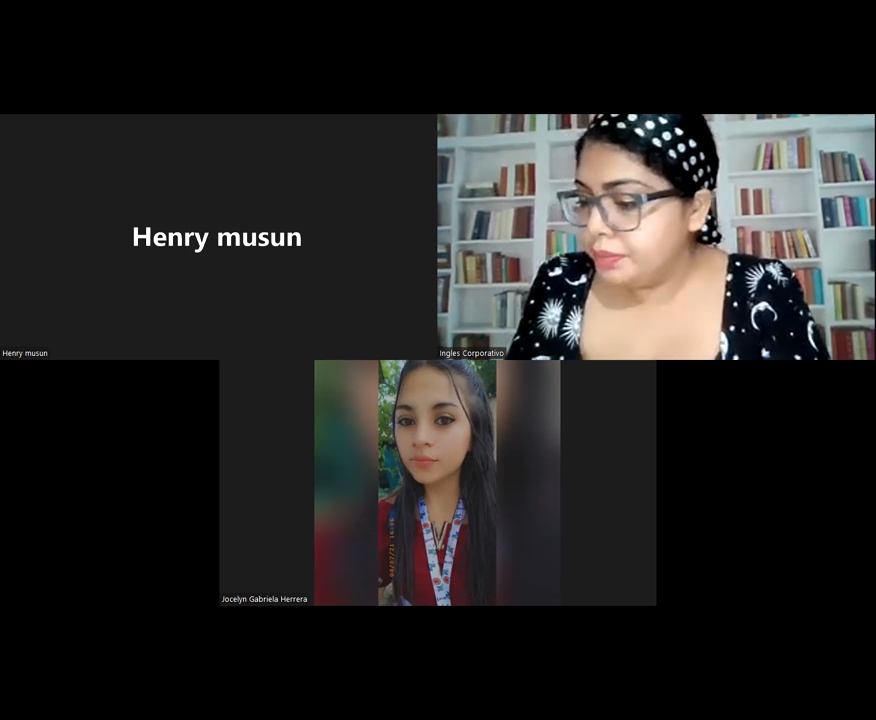 Henry musun
Henry musun
Ingles Corporativo
Jocelyn Gabriela Herrera